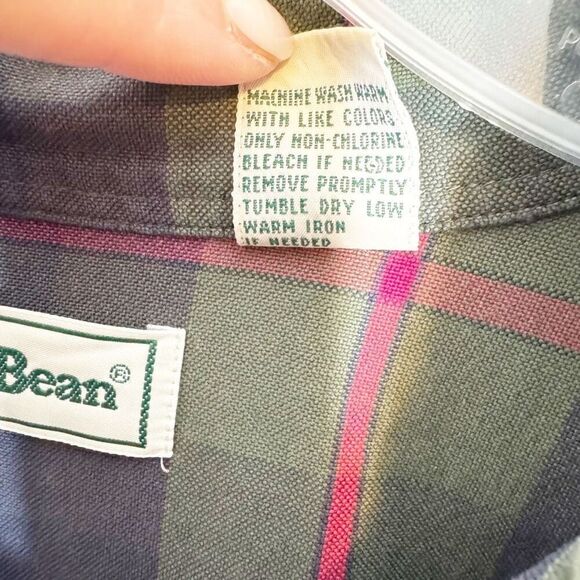 MACHINE WASH WARM
WITH LIKE COLORS
ONLY NON-CHLORINE
BLEACH IF NEEDED
REMOVE PROMPTLY
TUMBLE DRY LOW
WARM IRON
IF NEEDED
Bean®